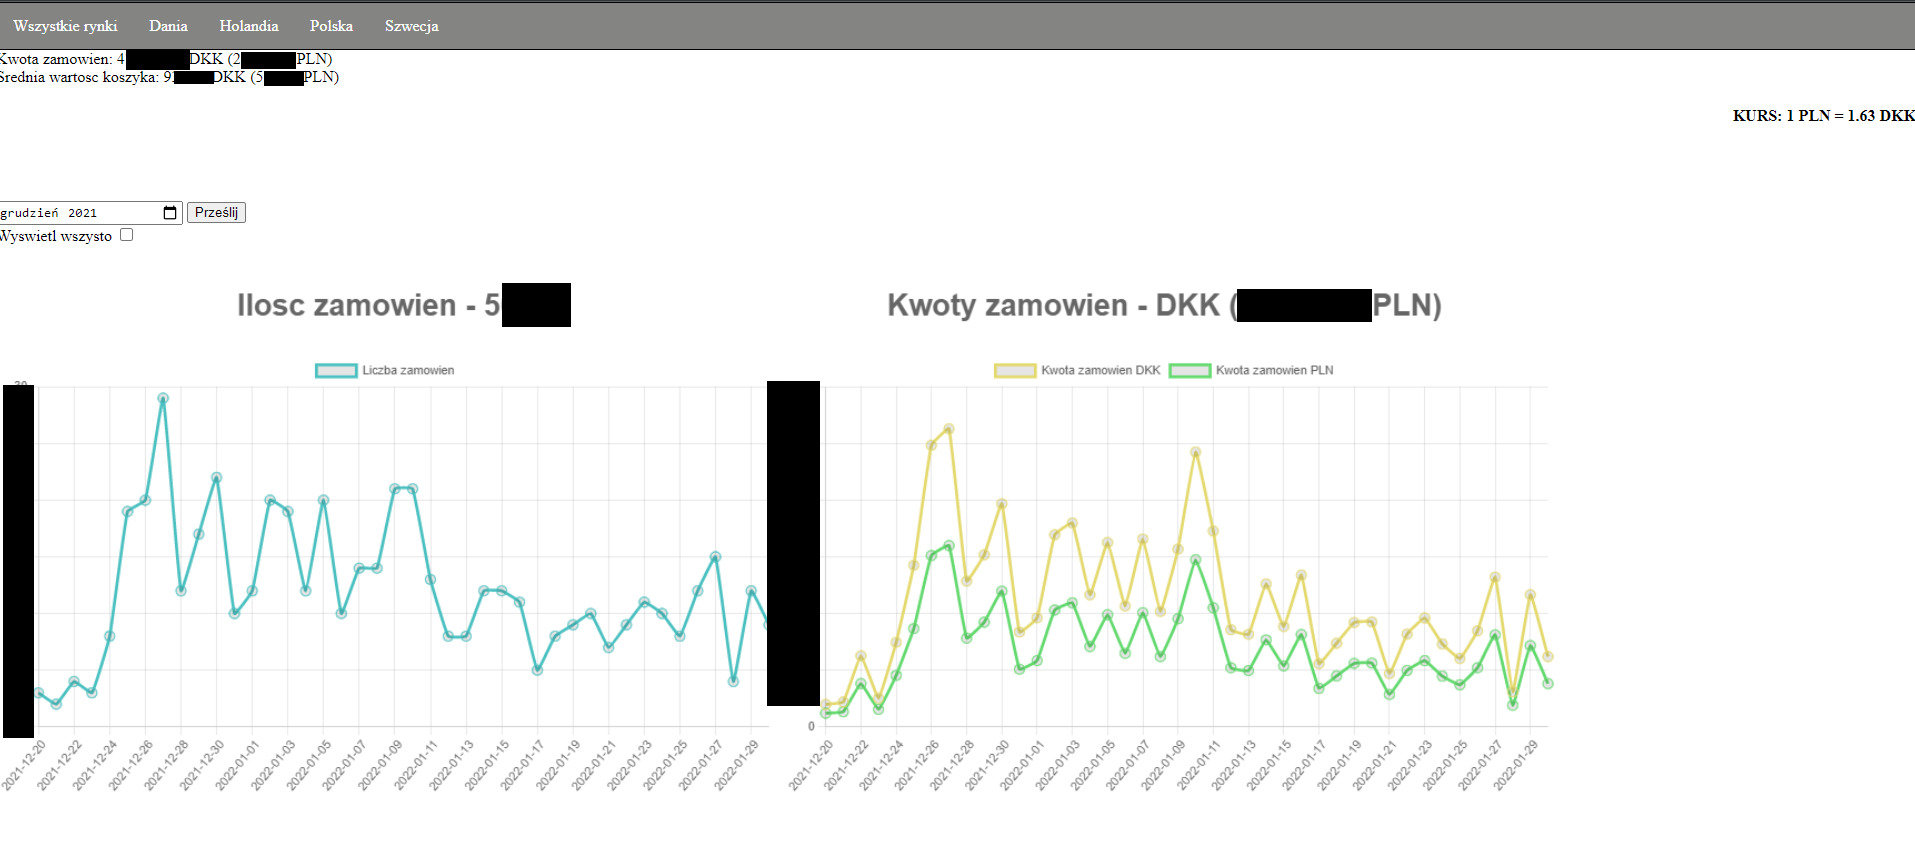 Wszystkie rynki Dania Holandia Polska Szwecja
Kwota zamowien: 4 DKK (2 PLN)
Srednia wartosc koszyka: 9 DKK (5 PLN)
KURS: 1 PLN = 1.63 DKK
grudzień 2021 Prześlij
Wyswietl wszysto
Ilosc zamowien - 5
Liczba zamowien
2021-12-20 2021-12-22 2021-12-24 2021-12-26 2021-12-28 2021-12-30 2022-01-01 2022-01-03 2022-01-05 2022-01-07 2022-01-09 2022-01-11 2022-01-13 2022-01-15 2022-01-17 2022-01-19 2022-01-21 2022-01-23 2022-01-25 2022-01-27 2022-01-29
Kwoty zamowien - DKK ( PLN)
Kwota zamowien DKK Kwota zamowien PLN
0
2021-12-20 2021-12-22 2021-12-24 2021-12-26 2021-12-28 2021-12-30 2022-01-01 2022-01-03 2022-01-05 2022-01-07 2022-01-09 2022-01-11 2022-01-13 2022-01-15 2022-01-17 2022-01-19 2022-01-21 2022-01-23 2022-01-25 2022-01-27 2022-01-29